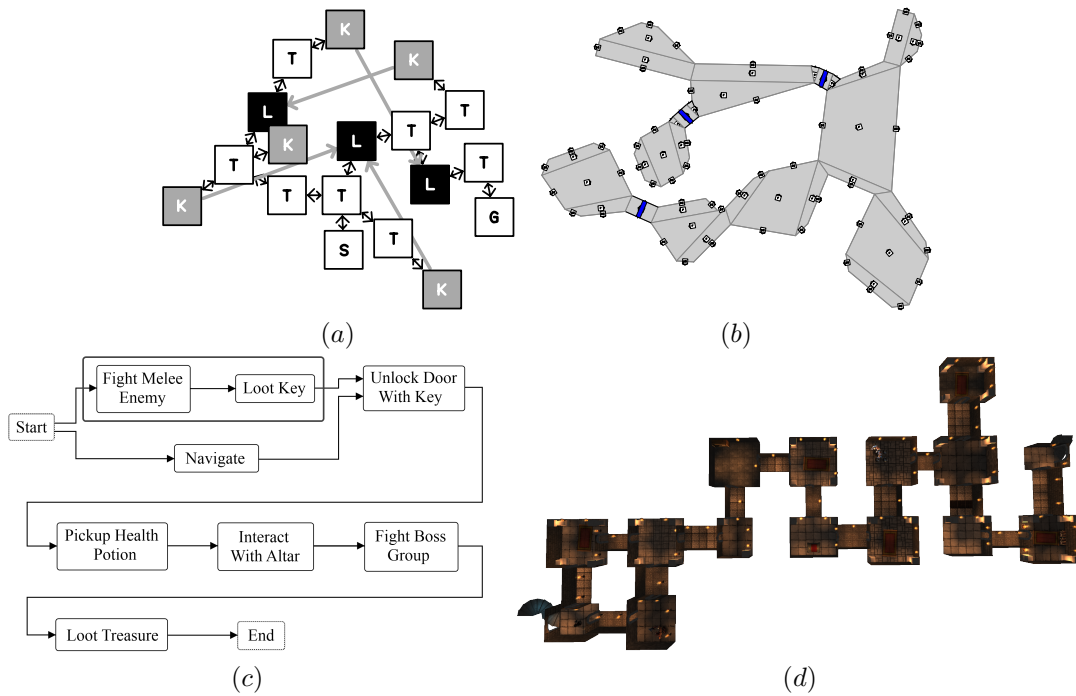 K
K
T
T
L
K
L
T
T
L
T
K
T
T
G
S
T
K
(a)
(b)
Fight Melee
Enemy
Loot Key
Unlock Door
With Key
Start
Navigate
Pickup Health
Potion
Interact
With Altar
Fight Boss
Group
Loot Treasure
End
(c)
(d)